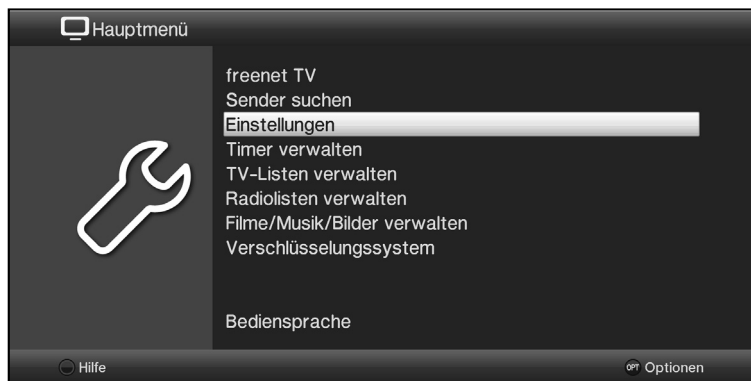 Hauptmenü
freenet TV
Sender suchen
Einstellungen
Timer verwalten
TV-Listen verwalten
Radiolisten verwalten
Filme/Musik/Bilder verwalten
Verschlüsselungssystem
Bediensprache
Hilfe
OPT Optionen